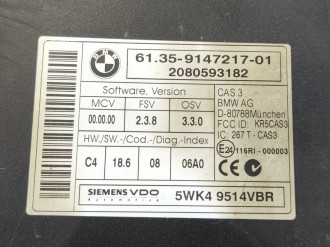 BMW
61.35-9147217-01
2080593182
Software, Version
MCV FSV OSV
00.00.00 2.3.8 3.3.0
HW./SW.-/Cod.-/Diag.-Index
C4 18.6 08 06A0
CAS 3
BMW AG
D-80788München
FCC ID: KR5CAS3
IC: 267 T - CAS3
E24 116RI-000003
SIEMENS VDO
Automotive
5WK4 9514VBR